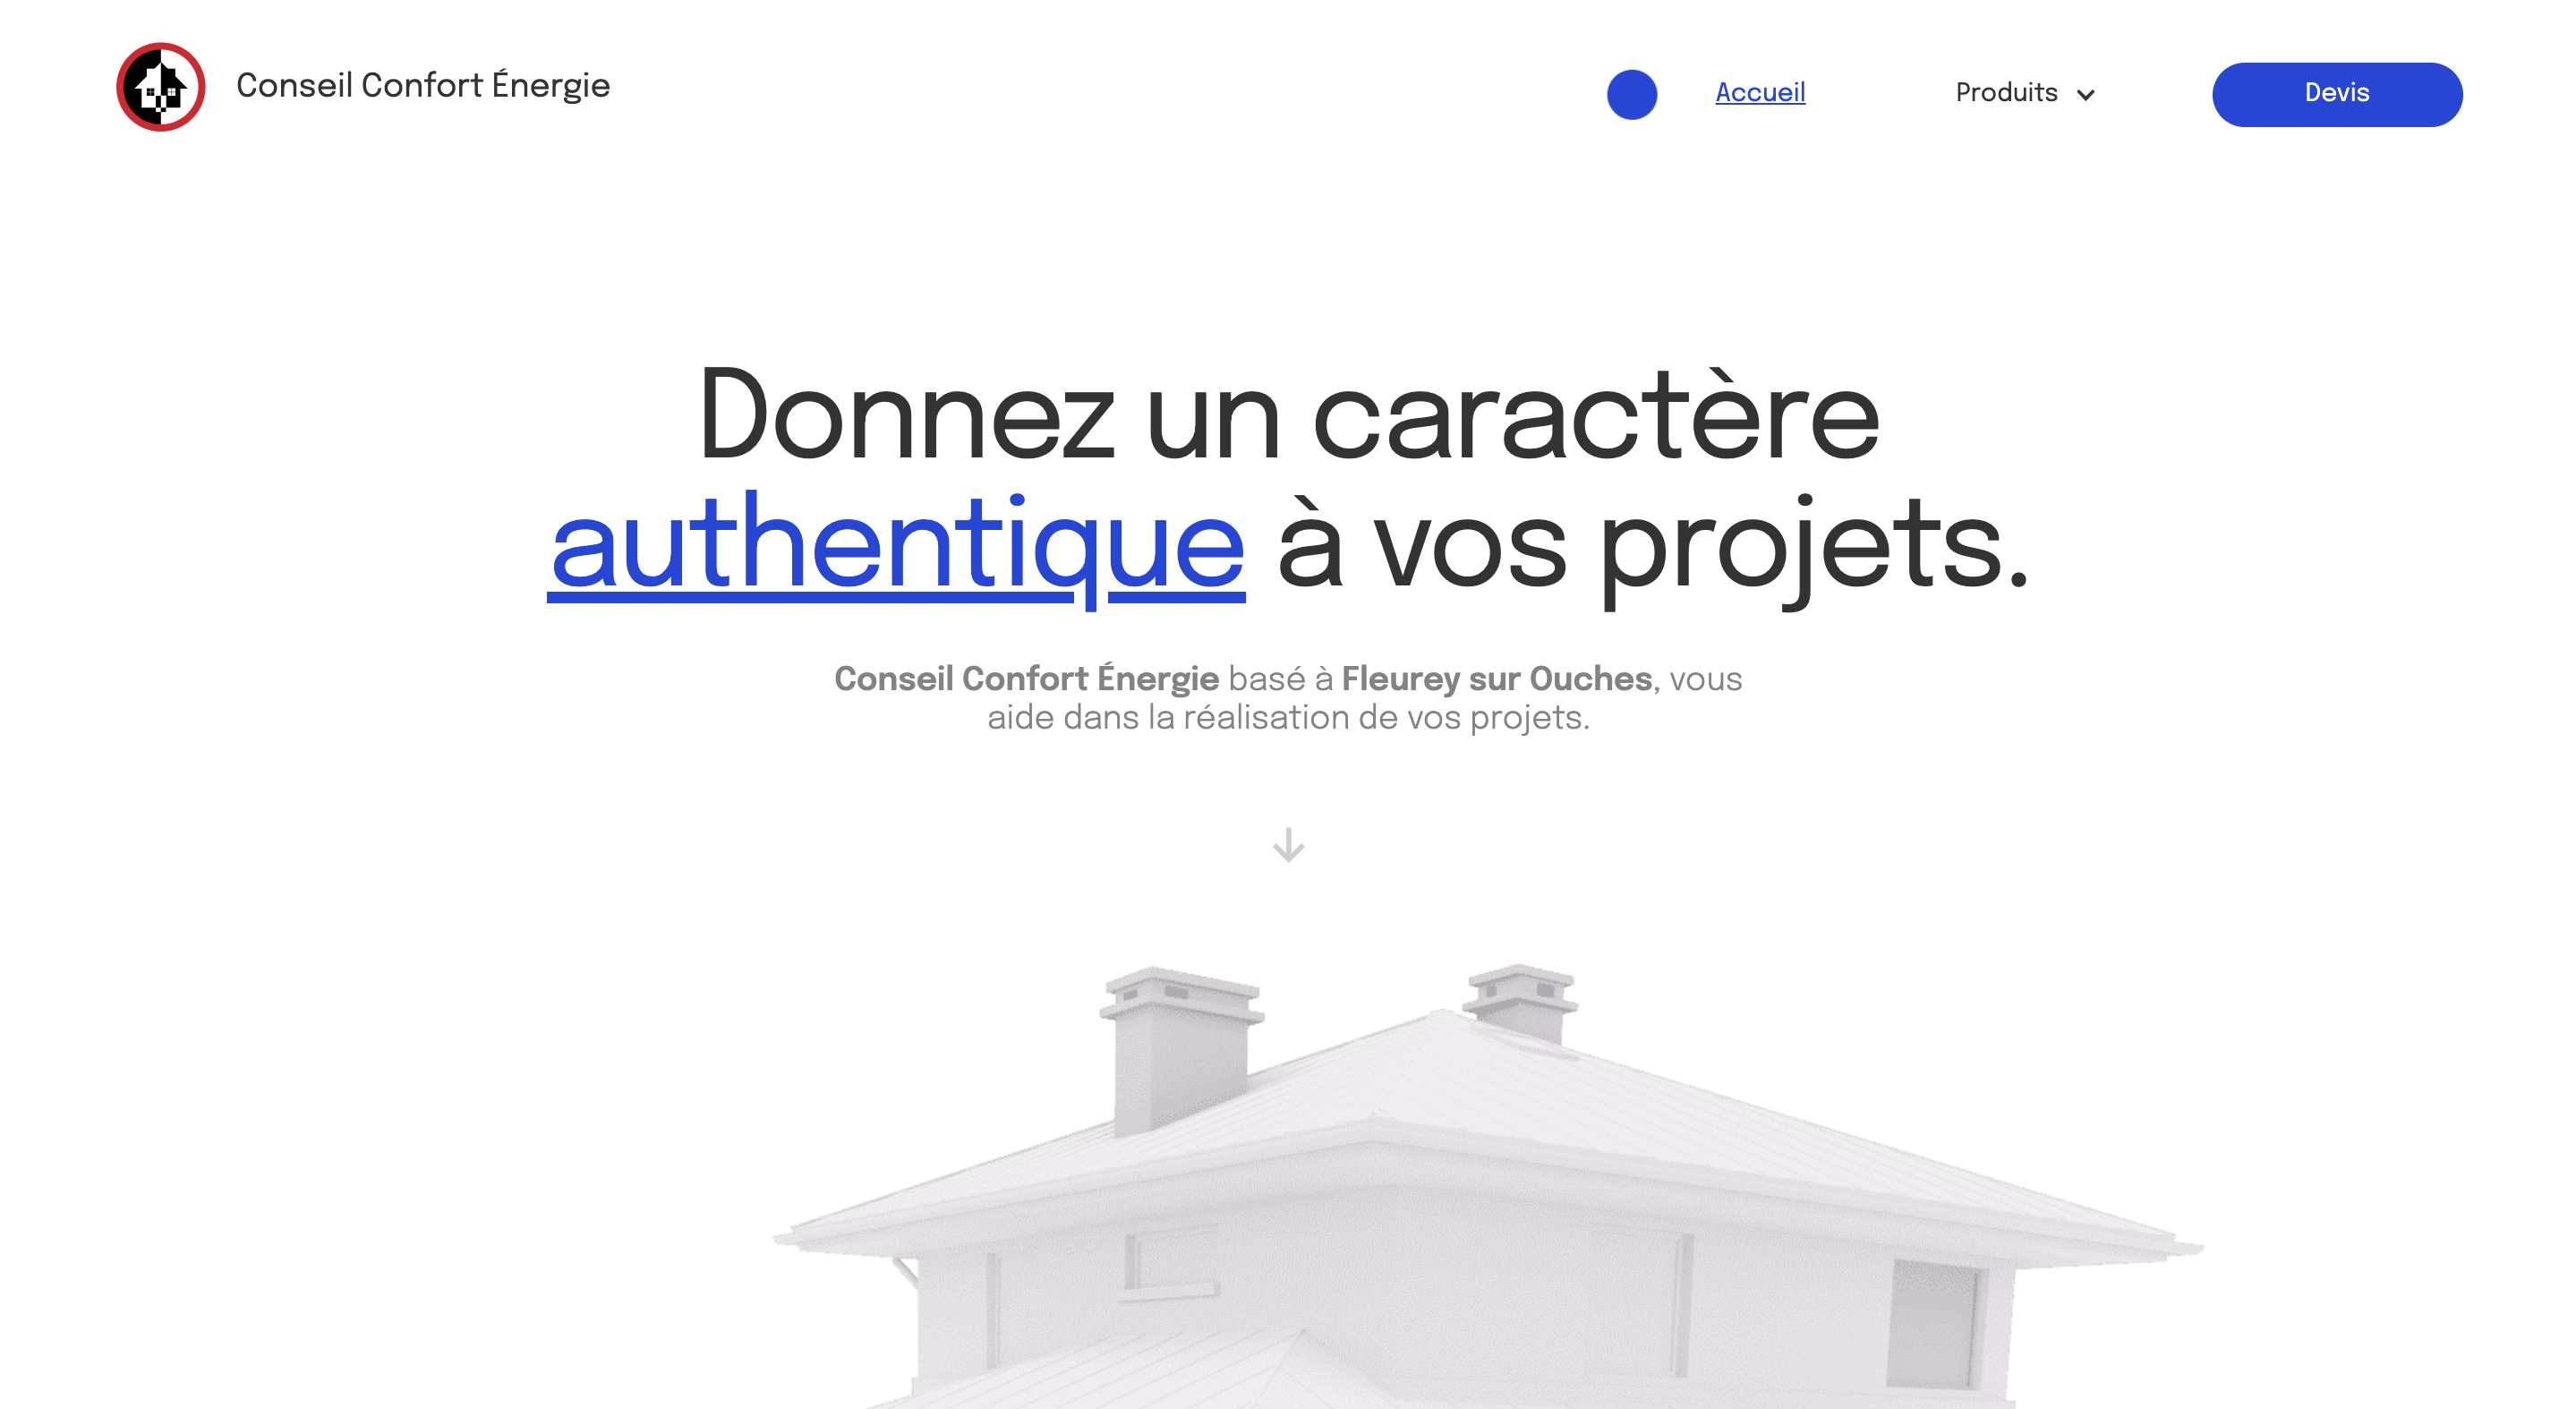 Conseil Confort Énergie
Accueil
Produits
Devis
Donnez un caractère
authentique à vos projets.
Conseil Confort Énergie basé à Fleurey sur Ouches, vous
aide dans la réalisation de vos projets.